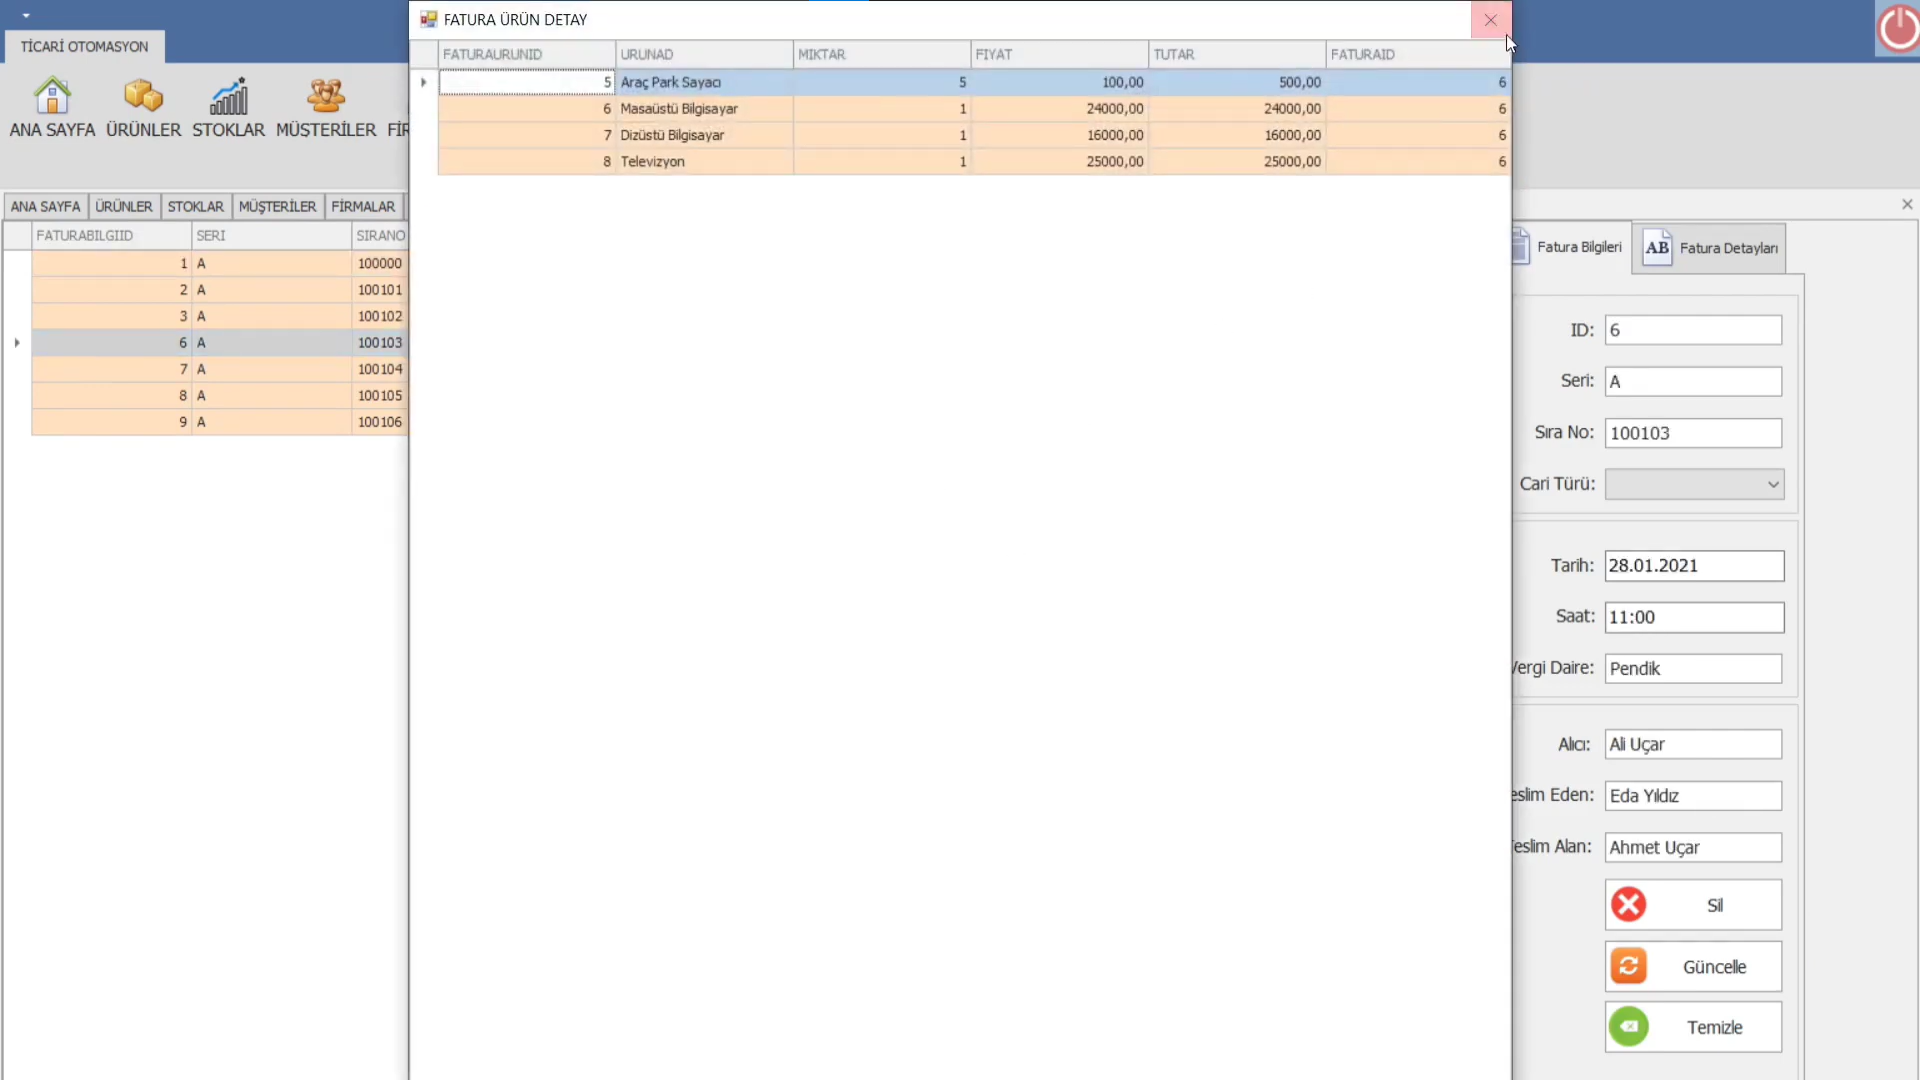 FATURA ÜRÜN DETAY
TİCARİ OTOMASYON
ANA SAYFA ÜRÜNLER STOKLAR MÜŞTERİLER FİR
FATURAURUNID URUNAD MIKTAR FIYAT TUTAR FATURAID
5 Araç Park Sayacı 5 100,00 500,00 6
6 Masaüstü Bilgisayar 1 24000,00 24000,00 6
7 Dizüstü Bilgisayar 1 16000,00 16000,00 6
8 Televizyon 1 25000,00 25000,00 6
ANA SAYFA ÜRÜNLER STOKLAR MÜŞTERİLER FİRMALAR
FATURABILGIID SERI SIRANO
1 A 100000
2 A 100101
3 A 100102
6 A 100103
7 A 100104
8 A 100105
9 A 100106
Fatura Bilgileri AB Fatura Detayları
ID: 6
Seri: A
Sıra No: 100103
Cari Türü:
Tarih: 28.01.2021
Saat: 11:00
Vergi Daire: Pendik
Alıcı: Ali Uçar
eslim Eden: Eda Yıldız
eslim Alan: Ahmet Uçar
Sil
Güncelle
Temizle